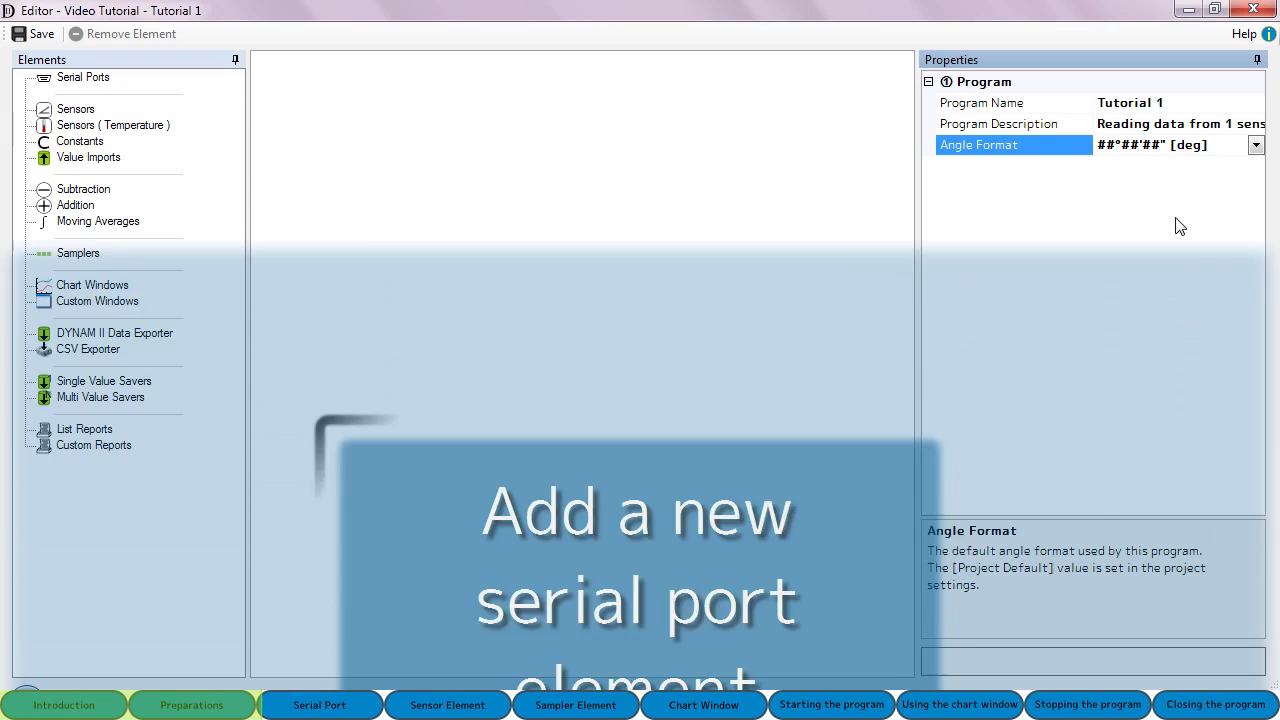 Editor - Video Tutorial - Tutorial 1
Save
Remove Element
Help
Elements
Serial Ports
Sensors
Sensors ( Temperature )
Constants
Value Imports
Subtraction
Addition
Moving Averages
Samplers
Chart Windows
Custom Windows
DYNAM II Data Exporter
CSV Exporter
Single Value Savers
Multi Value Savers
List Reports
Custom Reports
Properties
① Program
Program Name Tutorial 1
Program Description Reading data from 1 sens
Angle Format ##°##'##" [deg]
Add a new
serial port
element
Angle Format
The default angle format used by this program.
The [Project Default] value is set in the project
settings.
Introduction
Preparations
Serial Port
Sensor Element
Sampler Element
Chart Window
Starting the program
Using the chart window
Stopping the program
Closing the program